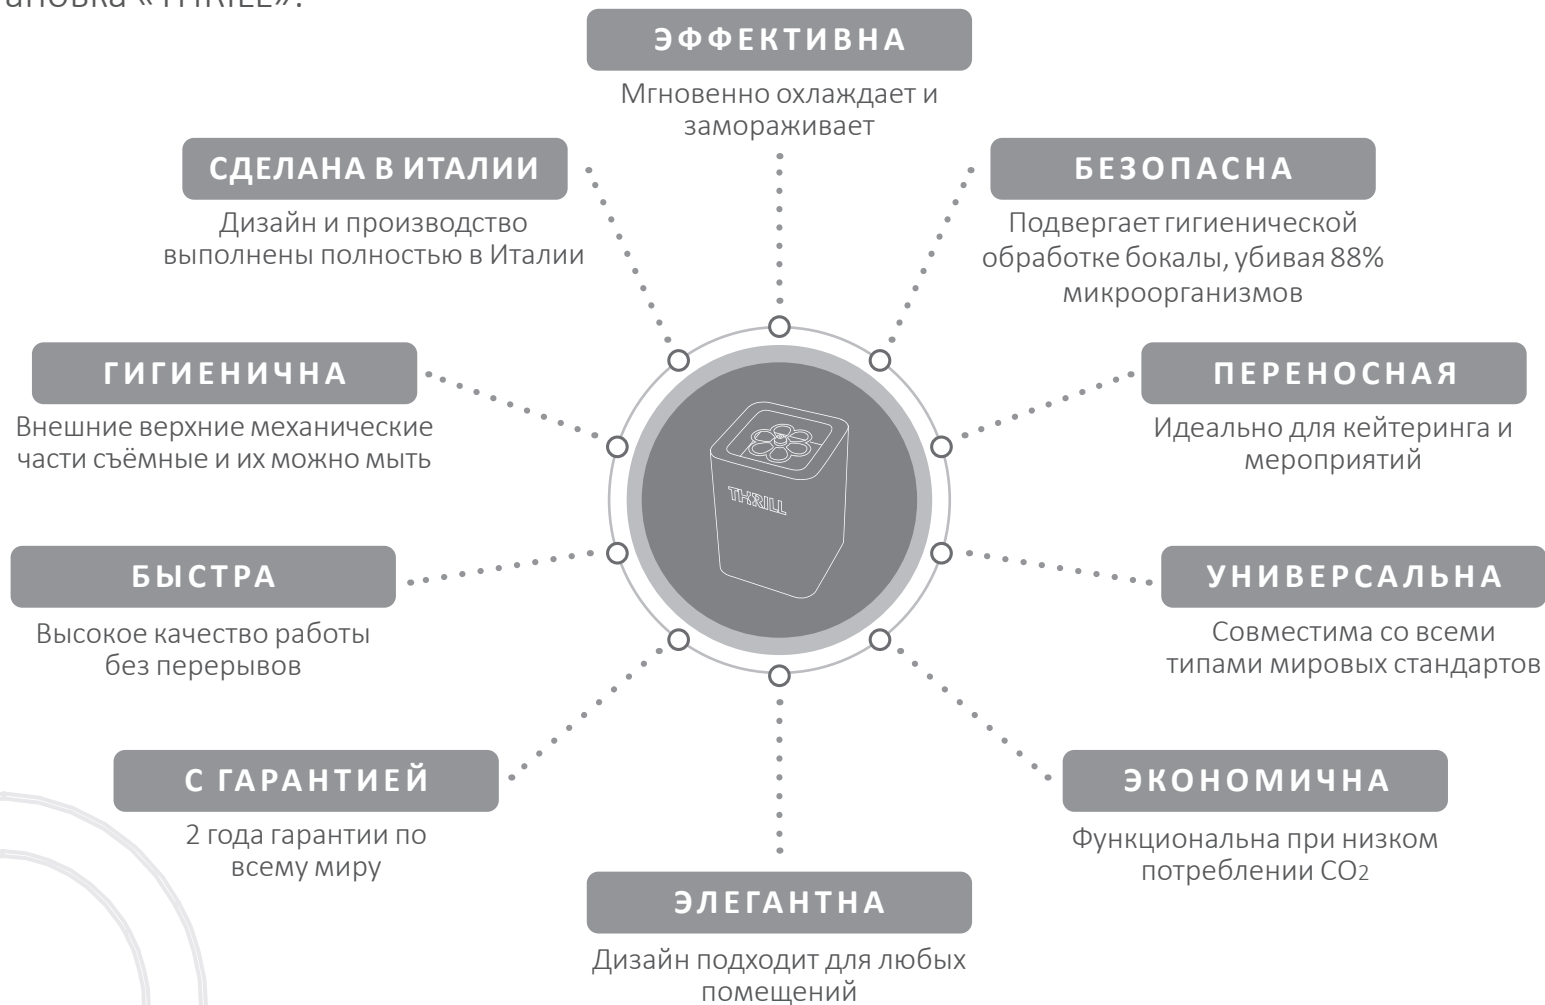 ановка «THRILL»:
ЭФФЕКТИВНА
Мгновенно охлаждает и
замораживает
СДЕЛАНА В ИТАЛИИ
Дизайн и производство
выполнены полностью в Италии
БЕЗОПАСНА
Подвергает гигиенической
обработке бокалы, убивая 88%
микроорганизмов
ГИГИЕНИЧНА
Внешние верхние механические
части съёмные и их можно мыть
ПЕРЕНОСНАЯ
Идеально для кейтеринга и
мероприятий
THRILL
БЫСТРА
Высокое качество работы
без перерывов
УНИВЕРСАЛЬНА
Совместима со всеми
типами мировых стандартов
С ГАРАНТИЕЙ
2 года гарантии по
всему миру
ЭКОНОМИЧНА
Функциональна при низком
потреблении CO2
ЭЛЕГАНТНА
Дизайн подходит для любых
помещений